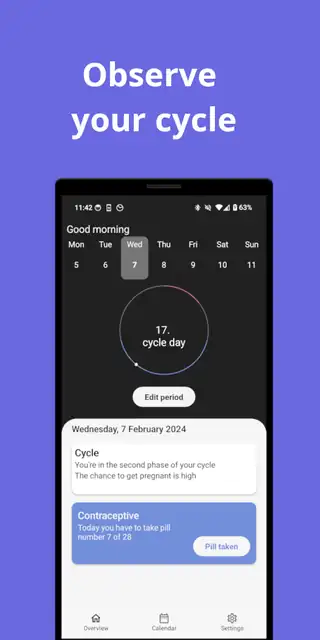 Observe
your cycle
11:42 63%
Good morning
Mon Tue Wed Thu Fri Sat Sun
5 6 7 8 9 10 11
17.
cycle day
Edit period
Wednesday, 7 February 2024
Cycle
You're in the second phase of your cycle
The chance to get pregnant is high
Contraceptive
Today you have to take pill
number 7 of 28
Pill taken
Overview Calendar Settings